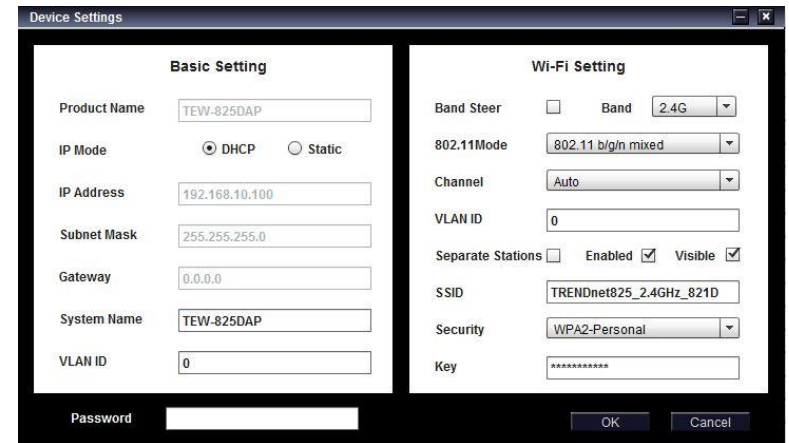 Device Settings
Basic Setting
Product Name TEW-825DAP
IP Mode DHCP Static
IP Address 192.168.10.100
Subnet Mask 255.255.255.0
Gateway 0.0.0.0
System Name TEW-825DAP
VLAN ID 0
Wi-Fi Setting
Band Steer Band 2.4G
802.11Mode 802.11 b/g/n mixed
Channel Auto
VLAN ID 0
Separate Stations Enabled Visible
SSID TRENDnet825_2.4GHz_821D
Security WPA2-Personal
Key ***********
Password
OK Cancel